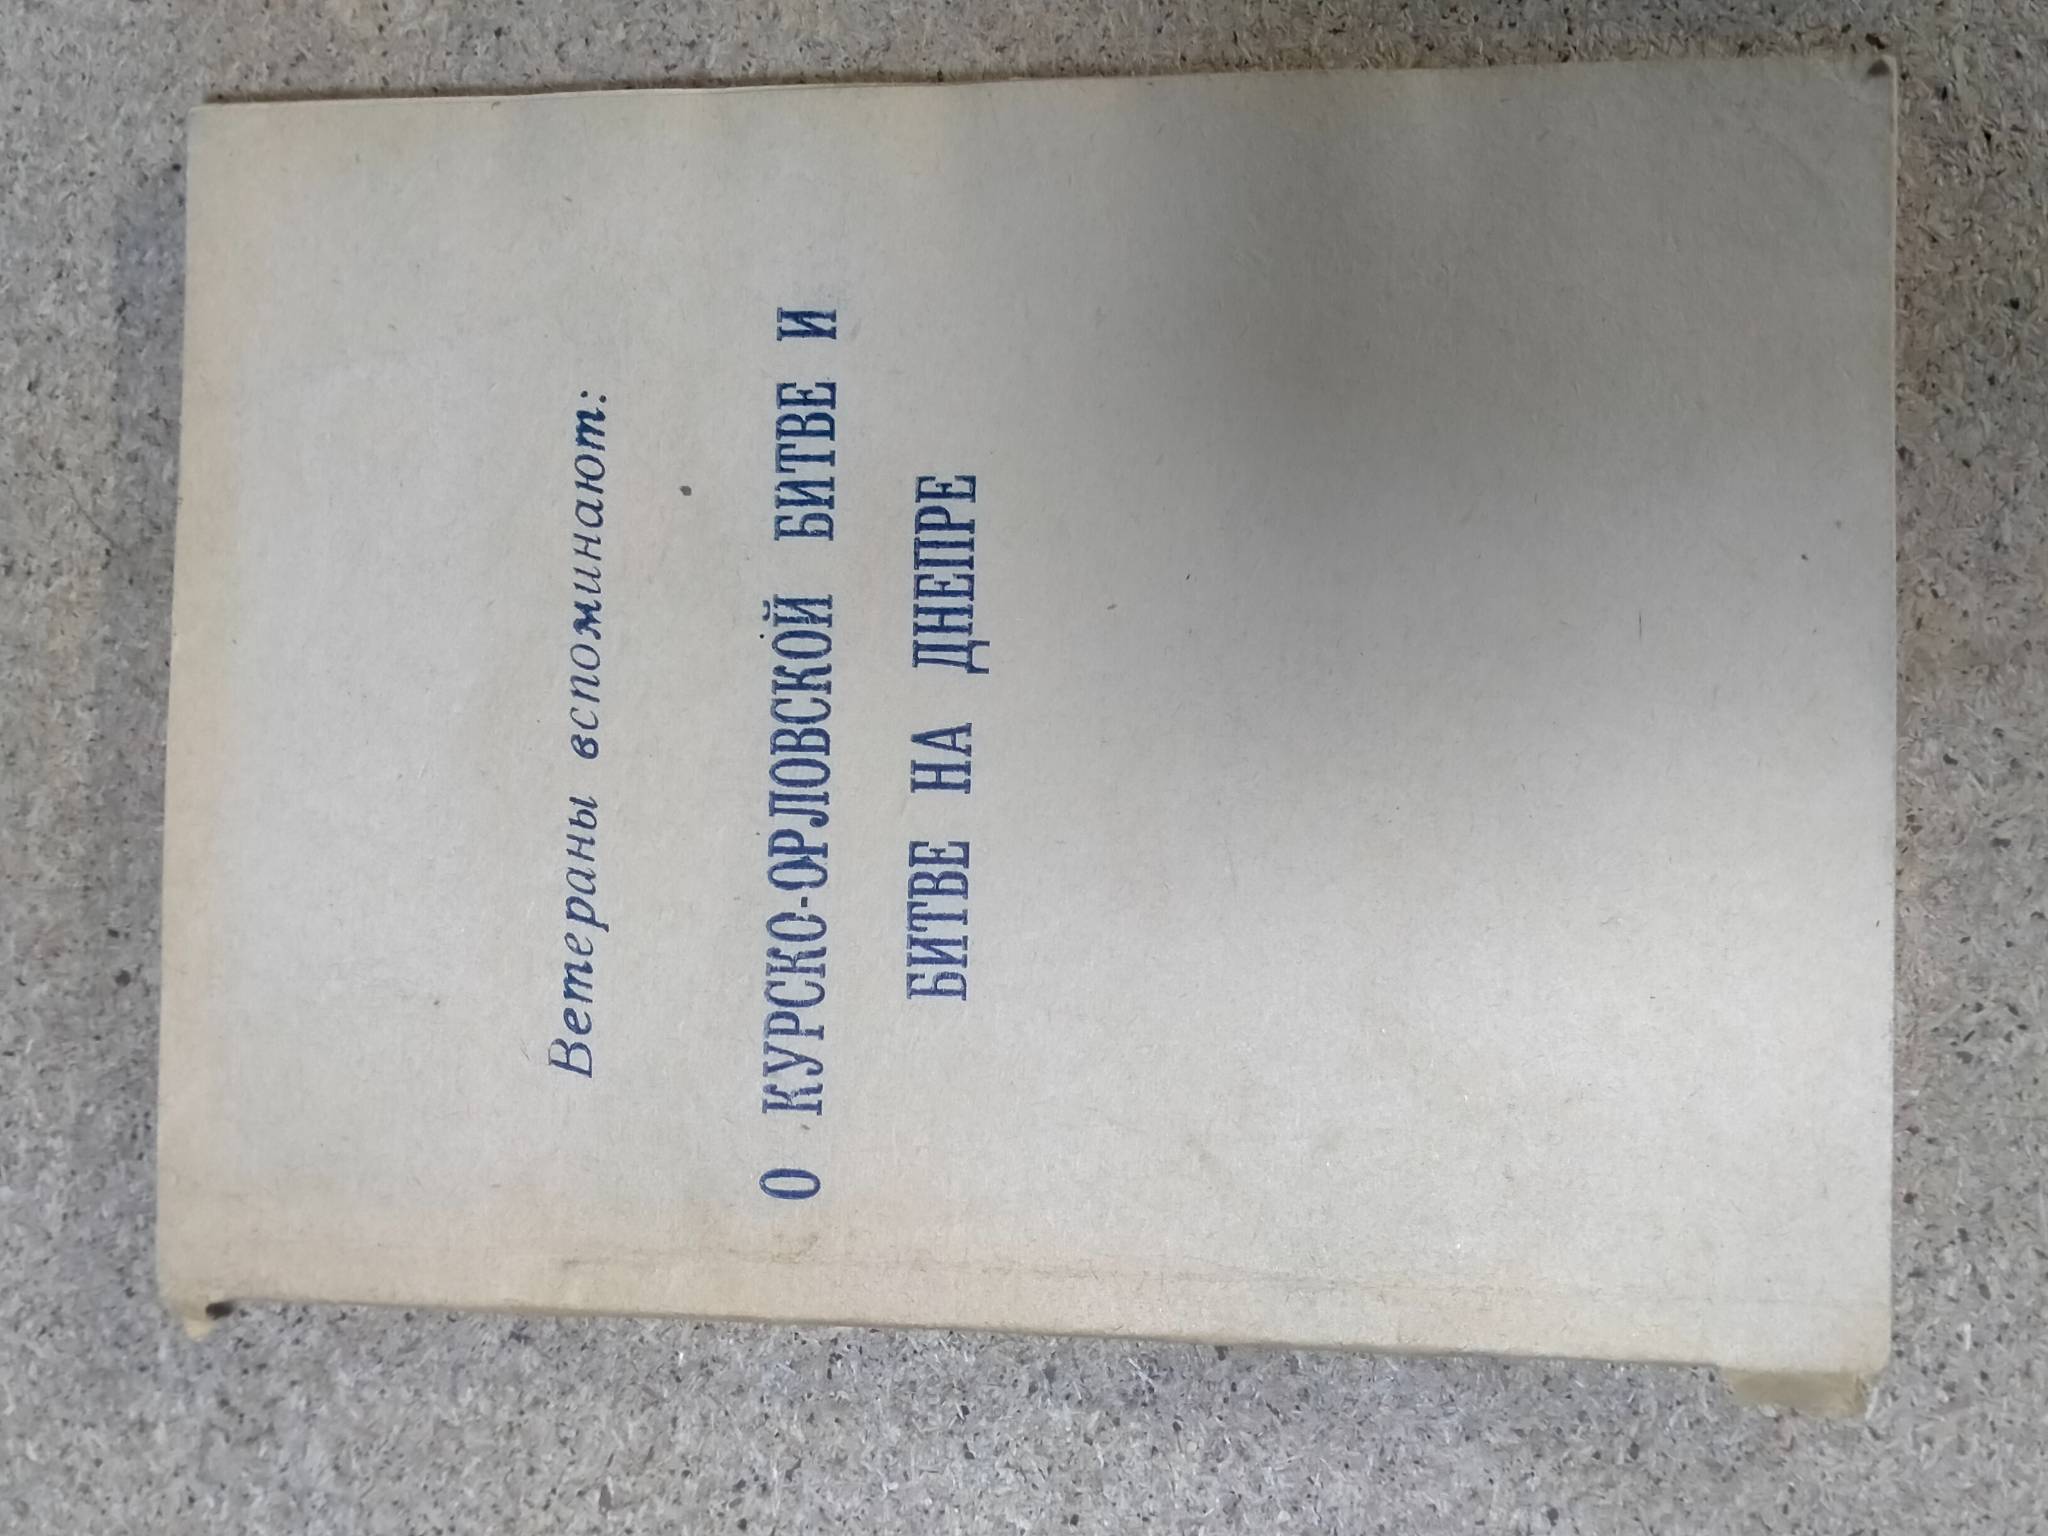 Ветераны вспоминают:
О КУРСКО-ОРЛОВСКОЙ БИТВЕ И
БИТВЕ НА ДНЕПРЕ